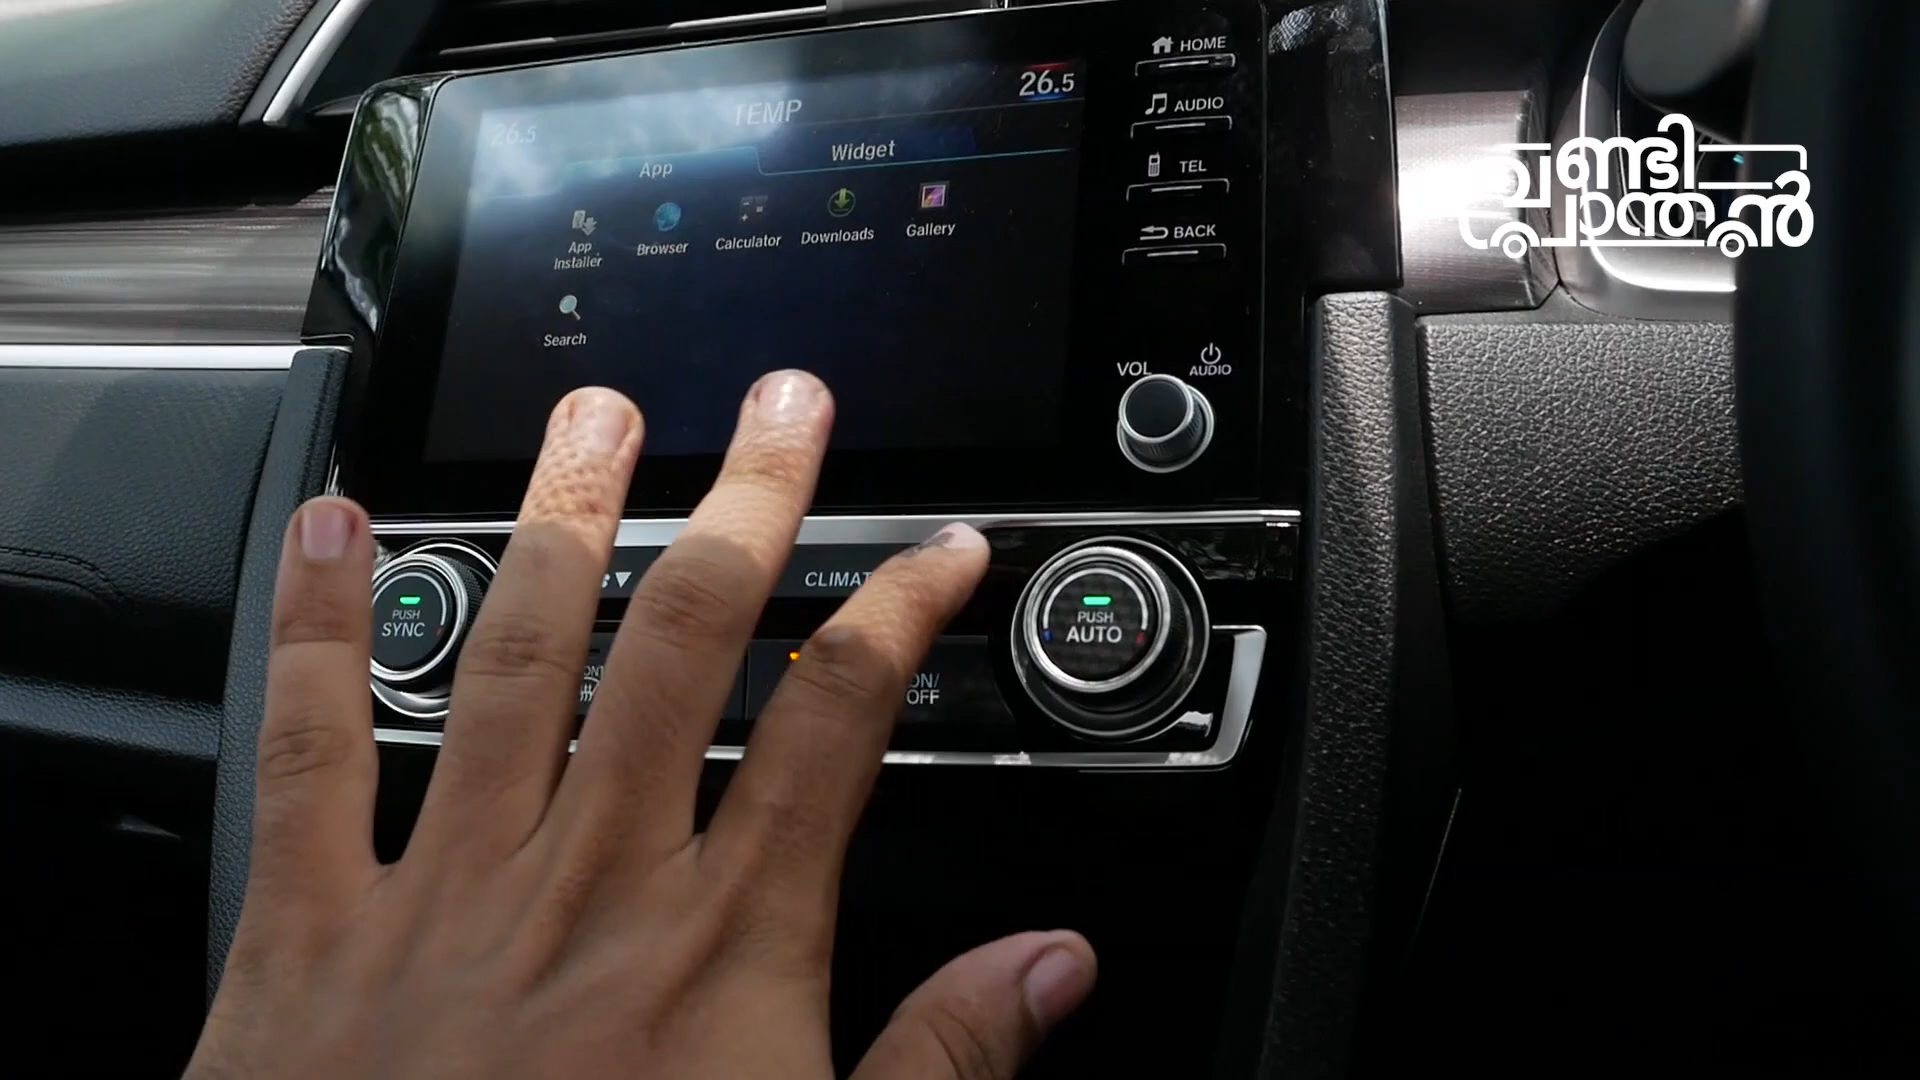 HOME
26.5
TEMP
26.5
AUDIO
App
Widget
TEL
App Installer
Browser
Calculator
Downloads
Gallery
BACK
Search
VOL
AUDIO
CLIMAT
PUSH
SYNC
PUSH
AUTO
ON/
OFF
വണ്ടി
പ്രാന്തൻ